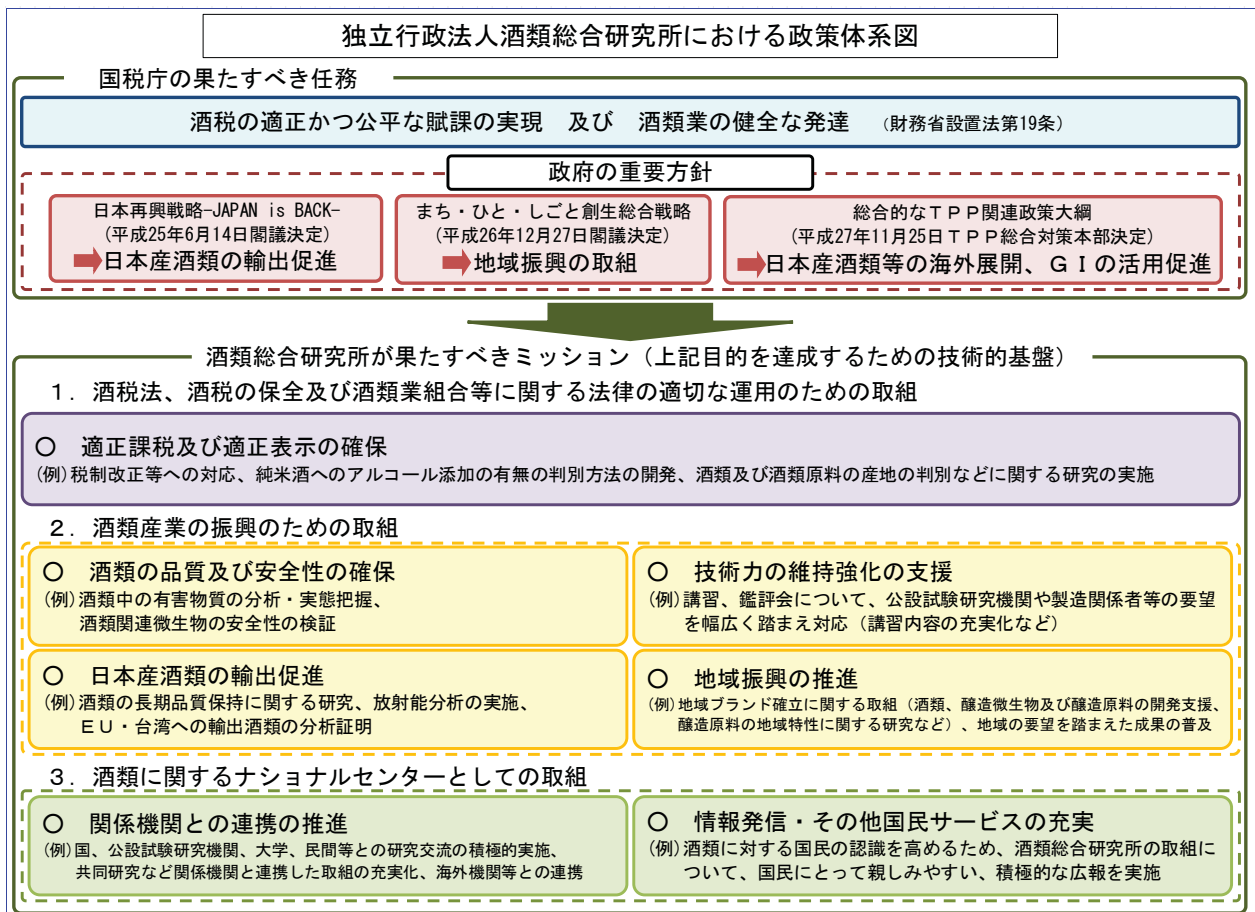 独立行政法人酒類総合研究所における政策体系図
国税庁の果たすべき任務
酒税の適正かつ公平な賦課の実現　及び　酒類業の健全な発達　（財務省設置法第19条）
政府の重要方針
日本再興戦略-JAPAN is BACK-
(平成25年6月14日閣議決定)
日本産酒類の輸出促進
まち・ひと・しごと創生総合戦略
(平成26年12月27日閣議決定)
地域振興の取組
総合的なＴＰＰ関連政策大綱
(平成27年11月25日ＴＰＰ総合対策本部決定)
日本産酒類等の海外展開、ＧＩの活用促進
酒類総合研究所が果たすべきミッション（上記目的を達成するための技術的基盤）
１．酒税法、酒税の保全及び酒類業組合等に関する法律の適切な運用のための取組
○　適正課税及び適正表示の確保
(例)税制改正等への対応、純米酒へのアルコール添加の有無の判別方法の開発、酒類及び酒類原料の産地の判別などに関する研究の実施
２．酒類産業の振興のための取組
○　酒類の品質及び安全性の確保
(例)酒類中の有害物質の分析・実態把握、
酒類関連微生物の安全性の検証
○　技術力の維持強化の支援
(例)講習、鑑評会について、公設試験研究機関や製造関係者等の要望
を幅広く踏まえ対応（講習内容の充実化など）
○　日本産酒類の輸出促進
(例)酒類の長期品質保持に関する研究、放射能分析の実施、
ＥＵ・台湾への輸出酒類の分析証明
○　地域振興の推進
(例)地域ブランド確立に関する取組（酒類、醸造微生物及び醸造原料の開発支援、
醸造原料の地域特性に関する研究など）、地域の要望を踏まえた成果の普及
３．酒類に関するナショナルセンターとしての取組
○　関係機関との連携の推進
(例)国、公設試験研究機関、大学、民間等との研究交流の積極的実施、
共同研究など関係機関と連携した取組の充実化、海外機関等との連携
○　情報発信・その他国民サービスの充実
(例)酒類に対する国民の認識を高めるため、酒類総合研究所の取組に
ついて、国民にとって親しみやすい、積極的な広報を実施